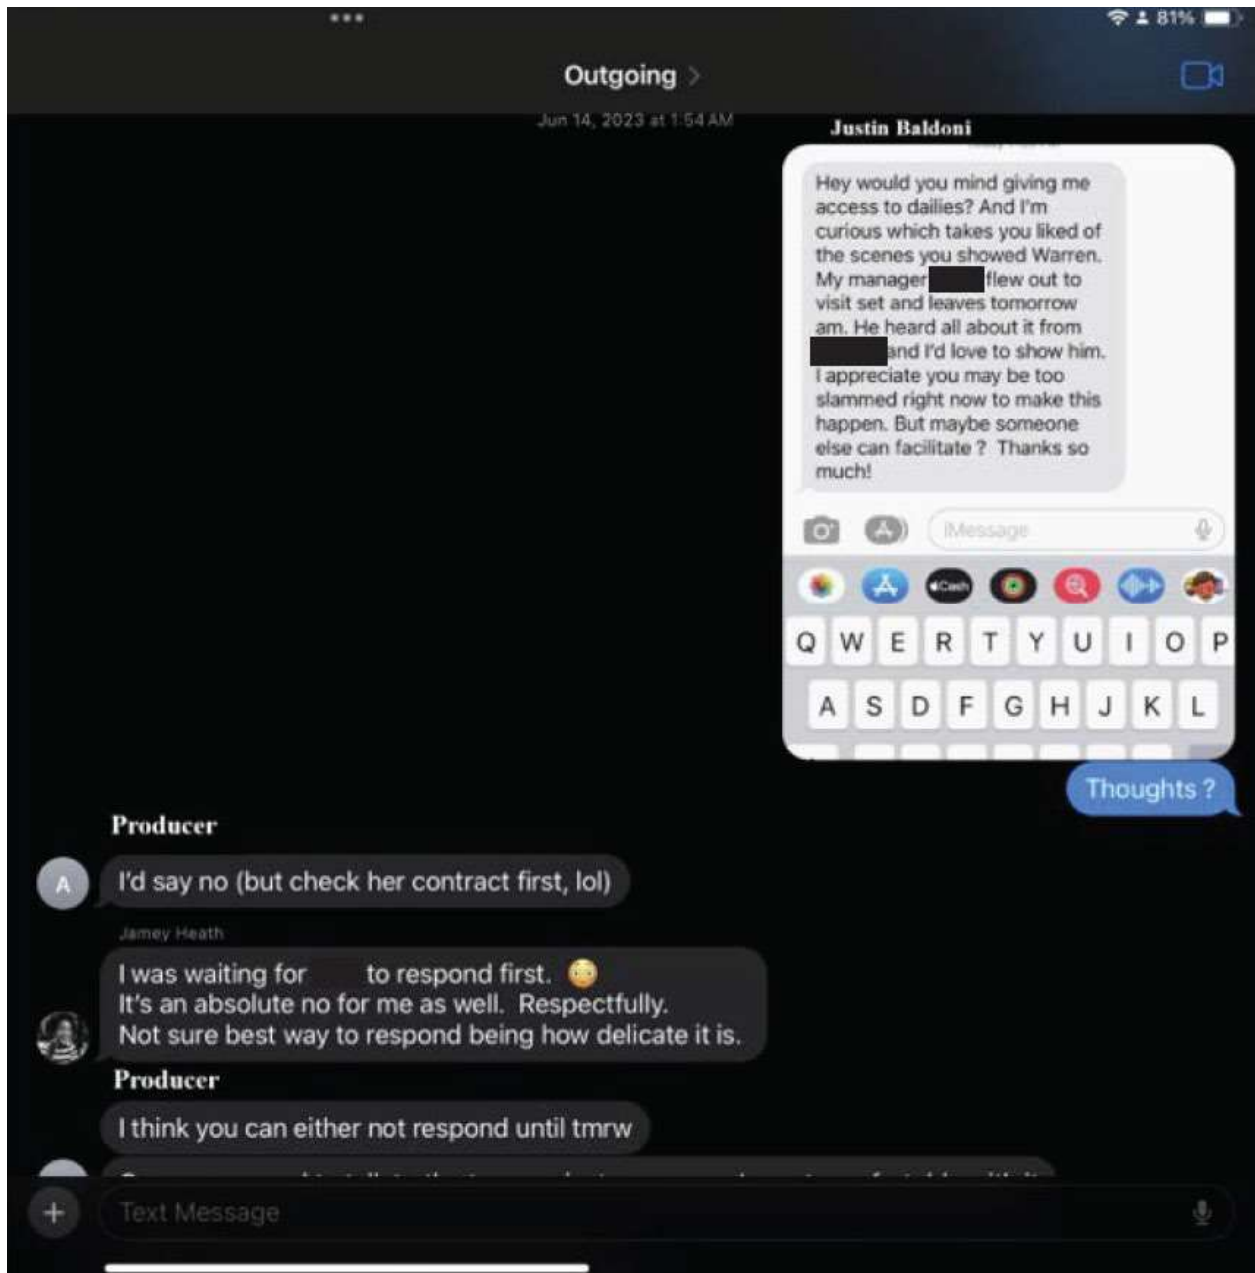 81%
Outgoing >
Jun 14, 2023 at 1:54 AM
Justin Baldoni
Hey would you mind giving me
access to dailies? And I'm
curious which takes you liked of
the scenes you showed Warren.
My manager flew out to
visit set and leaves tomorrow
am. He heard all about it from
and I'd love to show him.
I appreciate you may be too
slammed right now to make this
happen. But maybe someone
else can facilitate ? Thanks so
much!
iMessage
Cash
Q W E R T Y U I O P
A S D F G H J K L
Thoughts ?
Producer
A
I'd say no (but check her contract first, lol)
Jamey Heath
I was waiting for to respond first. 😳
It's an absolute no for me as well. Respectfully.
Not sure best way to respond being how delicate it is.
Producer
I think you can either not respond until tmrw
+
Text Message